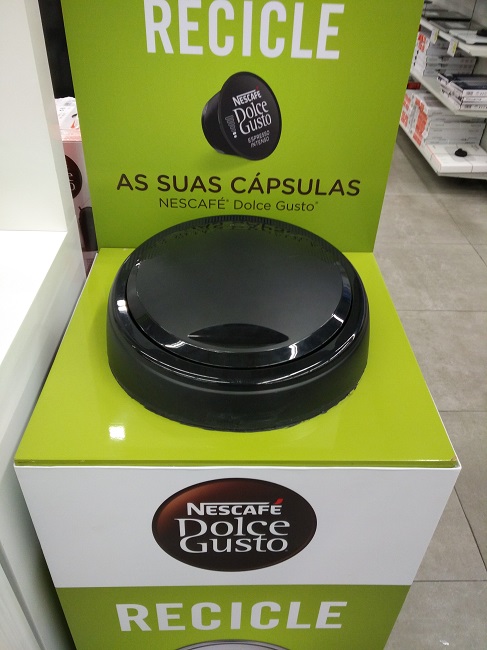 RECICLE
NESCAFÉ
Dolce
Gusto
ESPRESSO
INTENSO
AS SUAS CÁPSULAS
NESCAFÉ® Dolce Gusto®
NESCAFÉ
Dolce
Gusto
RECICLE